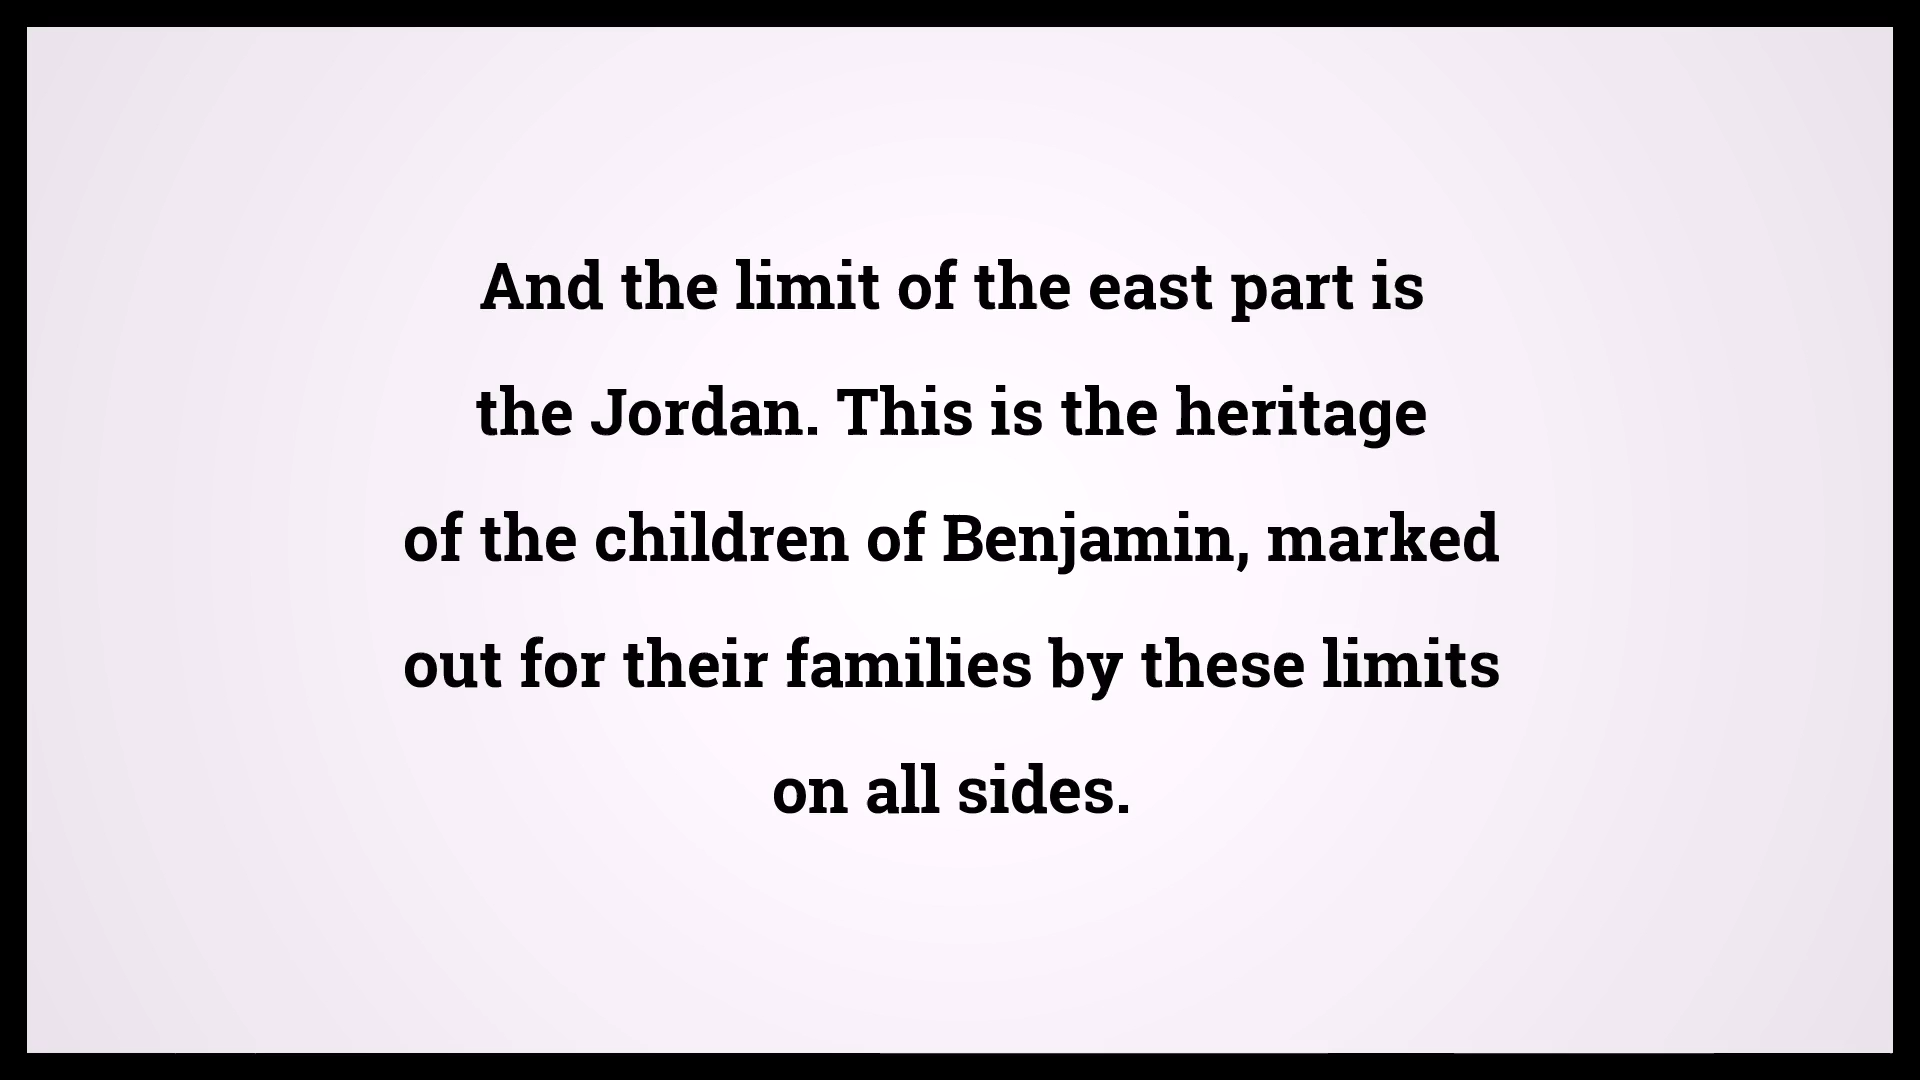 And the limit of the east part is
the Jordan. This is the heritage
of the children of Benjamin, marked
out for their families by these limits
on all sides.